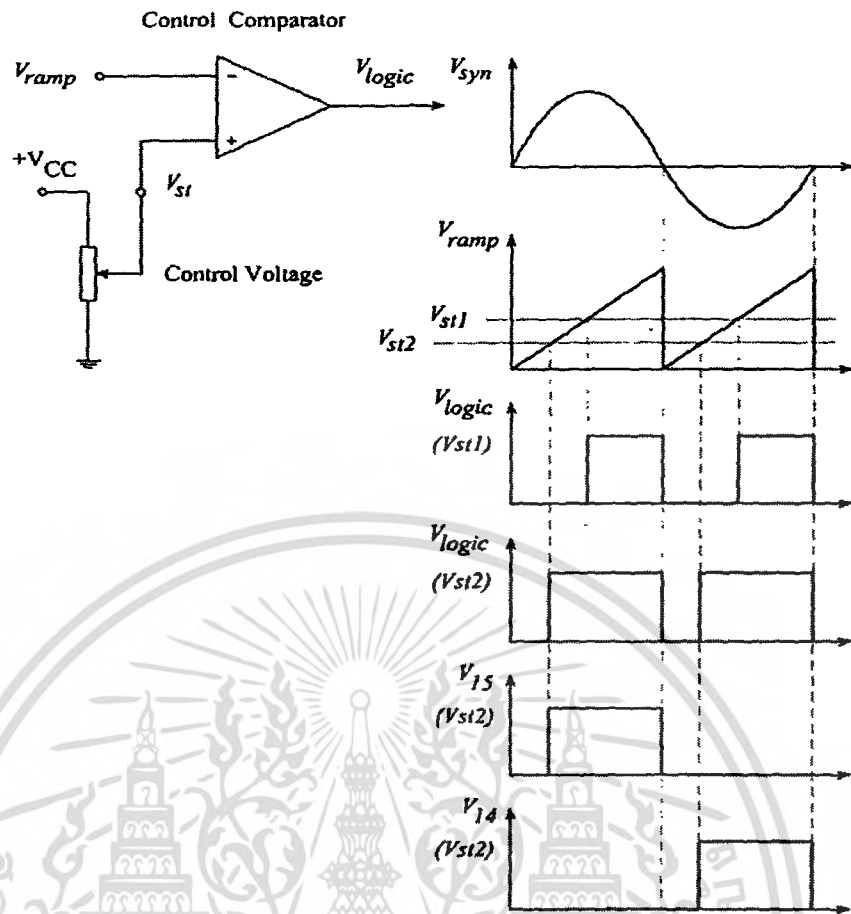 Control Comparator
V_ramp
−
+
V_logic
+V_CC
V_st
Control Voltage
V_syn
V_ramp
V_st1
V_st2
V_logic
(Vst1)
V_logic
(Vst2)
V_15
(Vst2)
V_14
(Vst2)